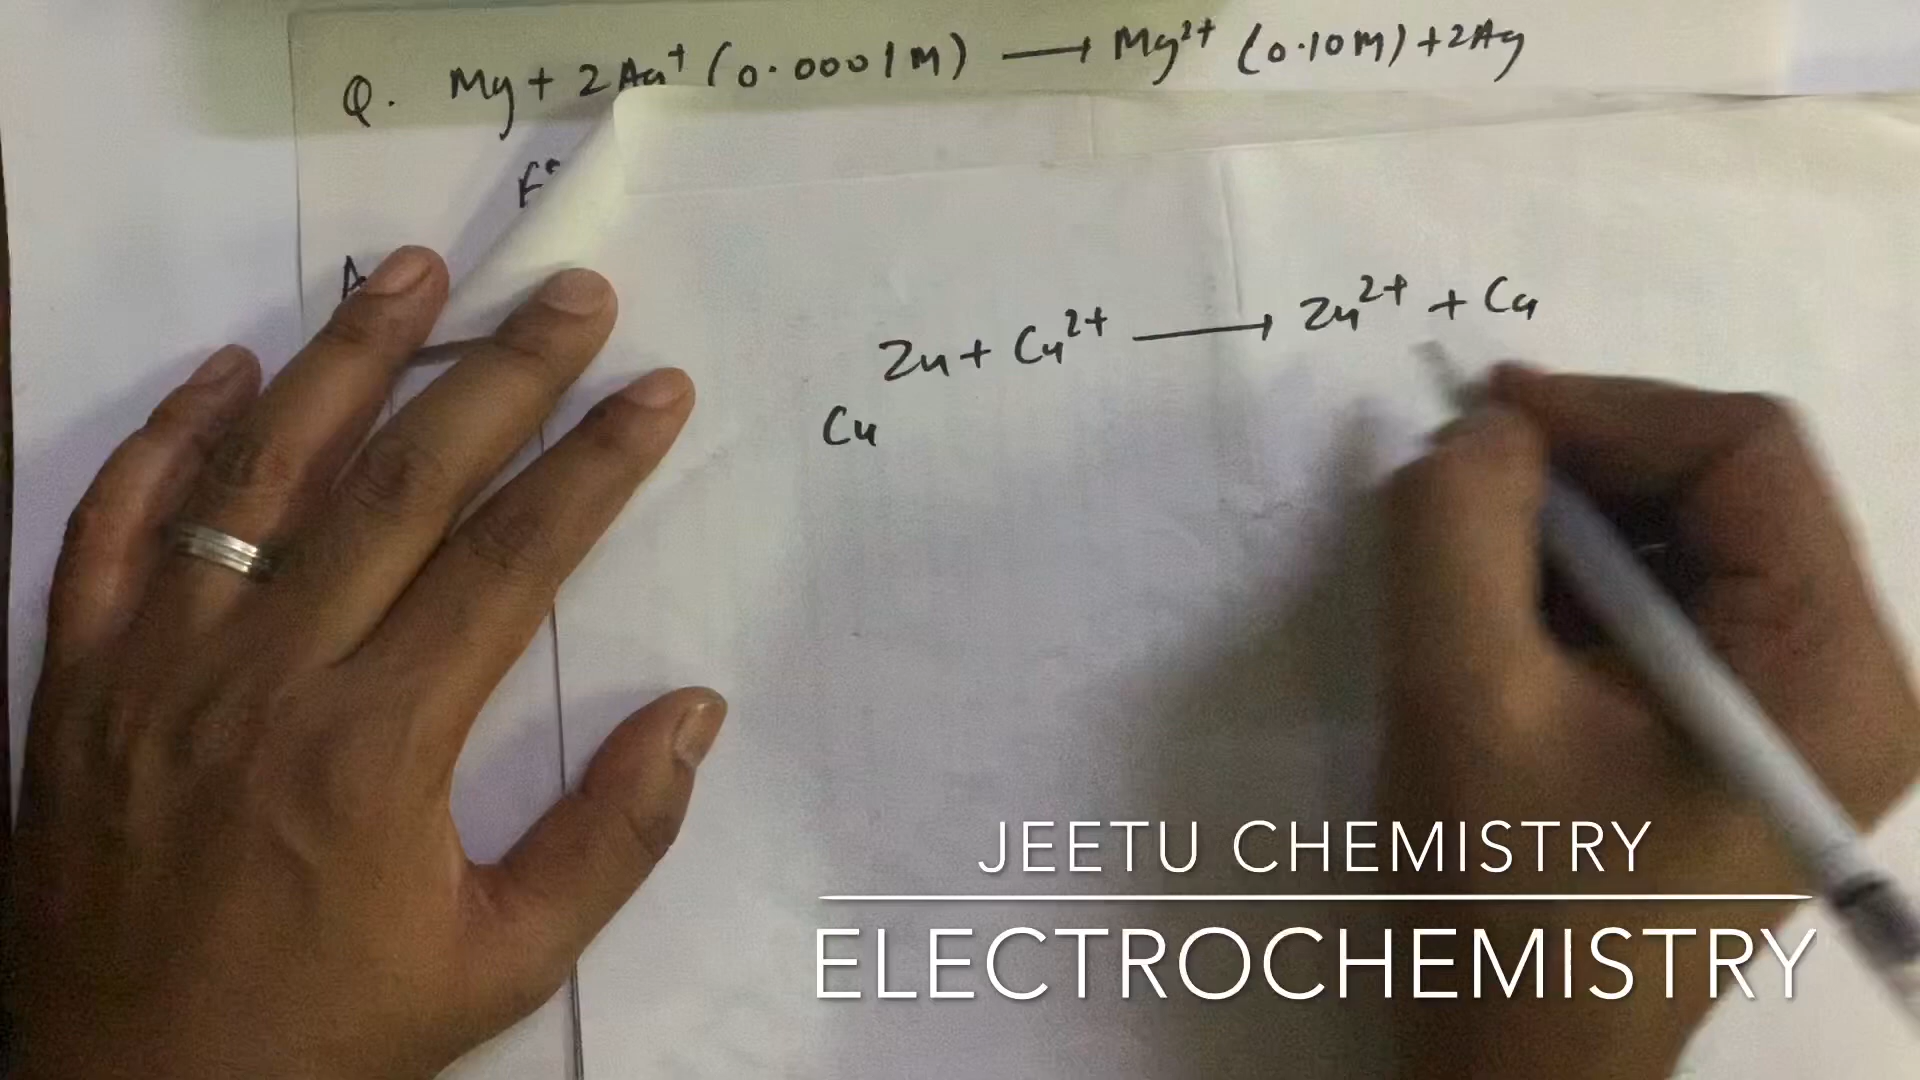 Q. Mg + 2Ag⁺ (0.0001M) ⟶ Mg²⁺ (0.10M) + 2Ag
E°
A
Zn + Cu²⁺ ⟶ Zn²⁺ + Cu
Cu
JEETU CHEMISTRY
ELECTROCHEMISTRY